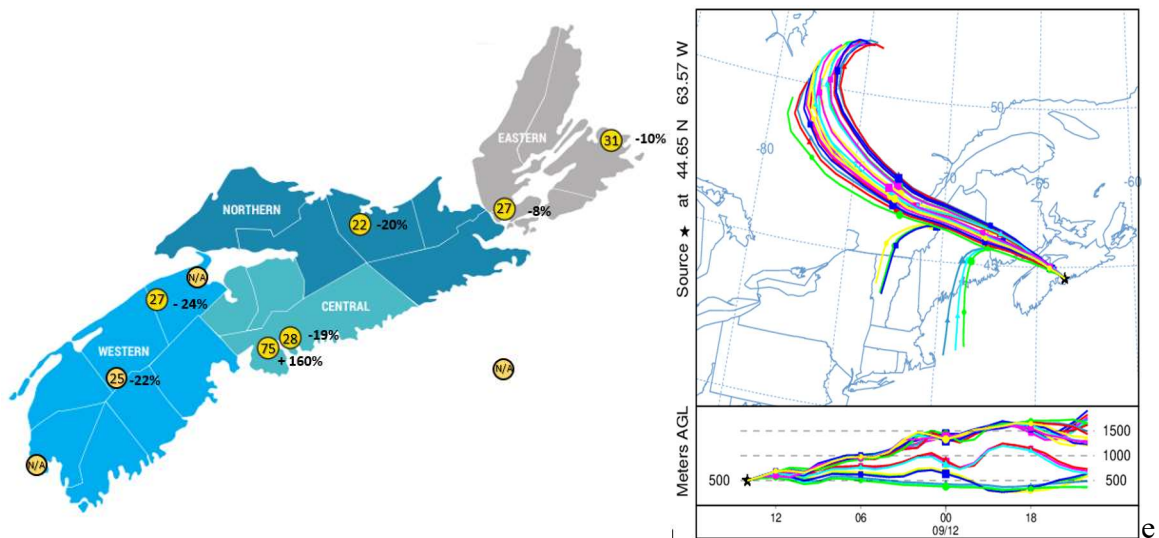 EASTERN
31 -10%
27 -8%
NORTHERN
22 -20%
N/A
27 - 24%
CENTRAL
28 -19%
75 + 160%
WESTERN
25 -22%
N/A
N/A
Source ★ at 44.65 N 63.57 W
50
-80
-65
-60
45
Meters AGL
1500
1000
500
500
12 06 00 18
09/12
e